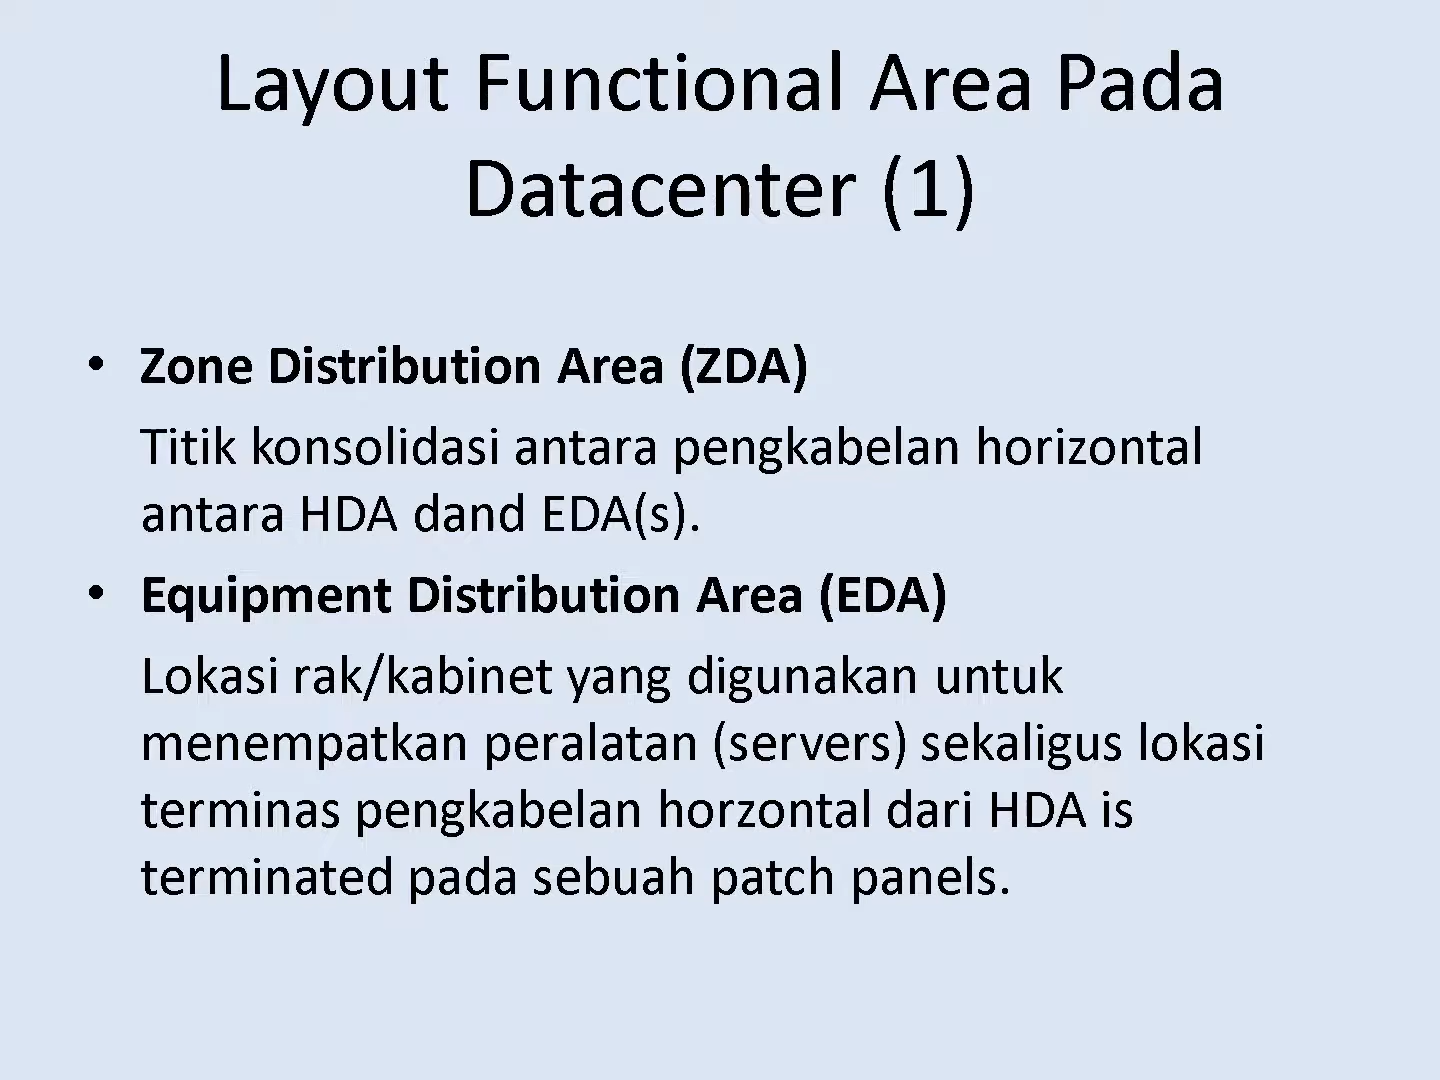 Layout Functional Area Pada
Datacenter (1)
• Zone Distribution Area (ZDA)
Titik konsolidasi antara pengkabelan horizontal
antara HDA dand EDA(s).
• Equipment Distribution Area (EDA)
Lokasi rak/kabinet yang digunakan untuk
menempatkan peralatan (servers) sekaligus lokasi
terminas pengkabelan horzontal dari HDA is
terminated pada sebuah patch panels.